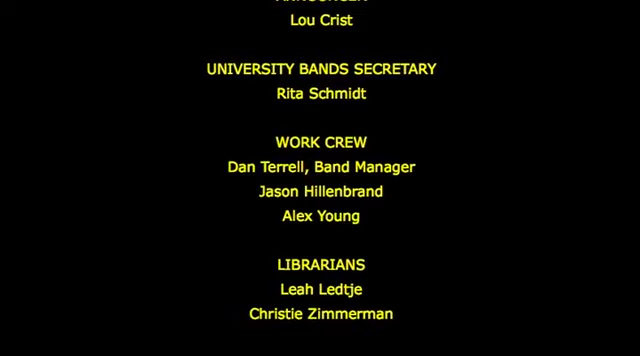 Lou Crist
UNIVERSITY BANDS SECRETARY
Rita Schmidt
WORK CREW
Dan Terrell, Band Manager
Jason Hillenbrand
Alex Young
LIBRARIANS
Leah Ledtje
Christie Zimmerman